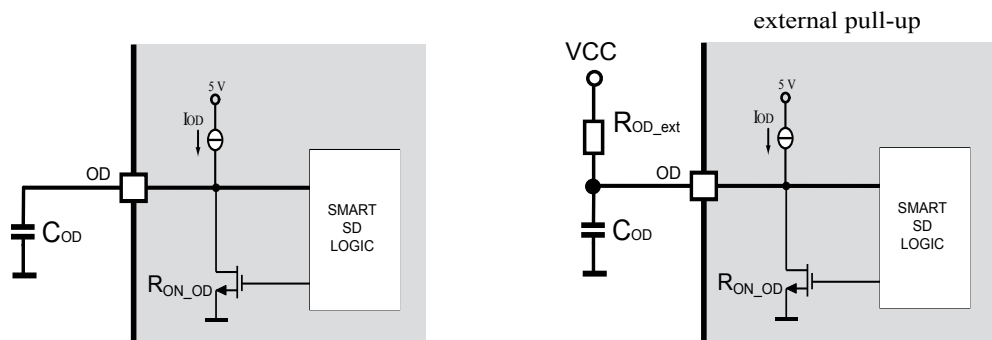 5 V
IOD
OD
COD
RON_OD
SMART
SD
LOGIC
external pull-up
VCC
ROD_ext
5 V
IOD
OD
COD
RON_OD
SMART
SD
LOGIC